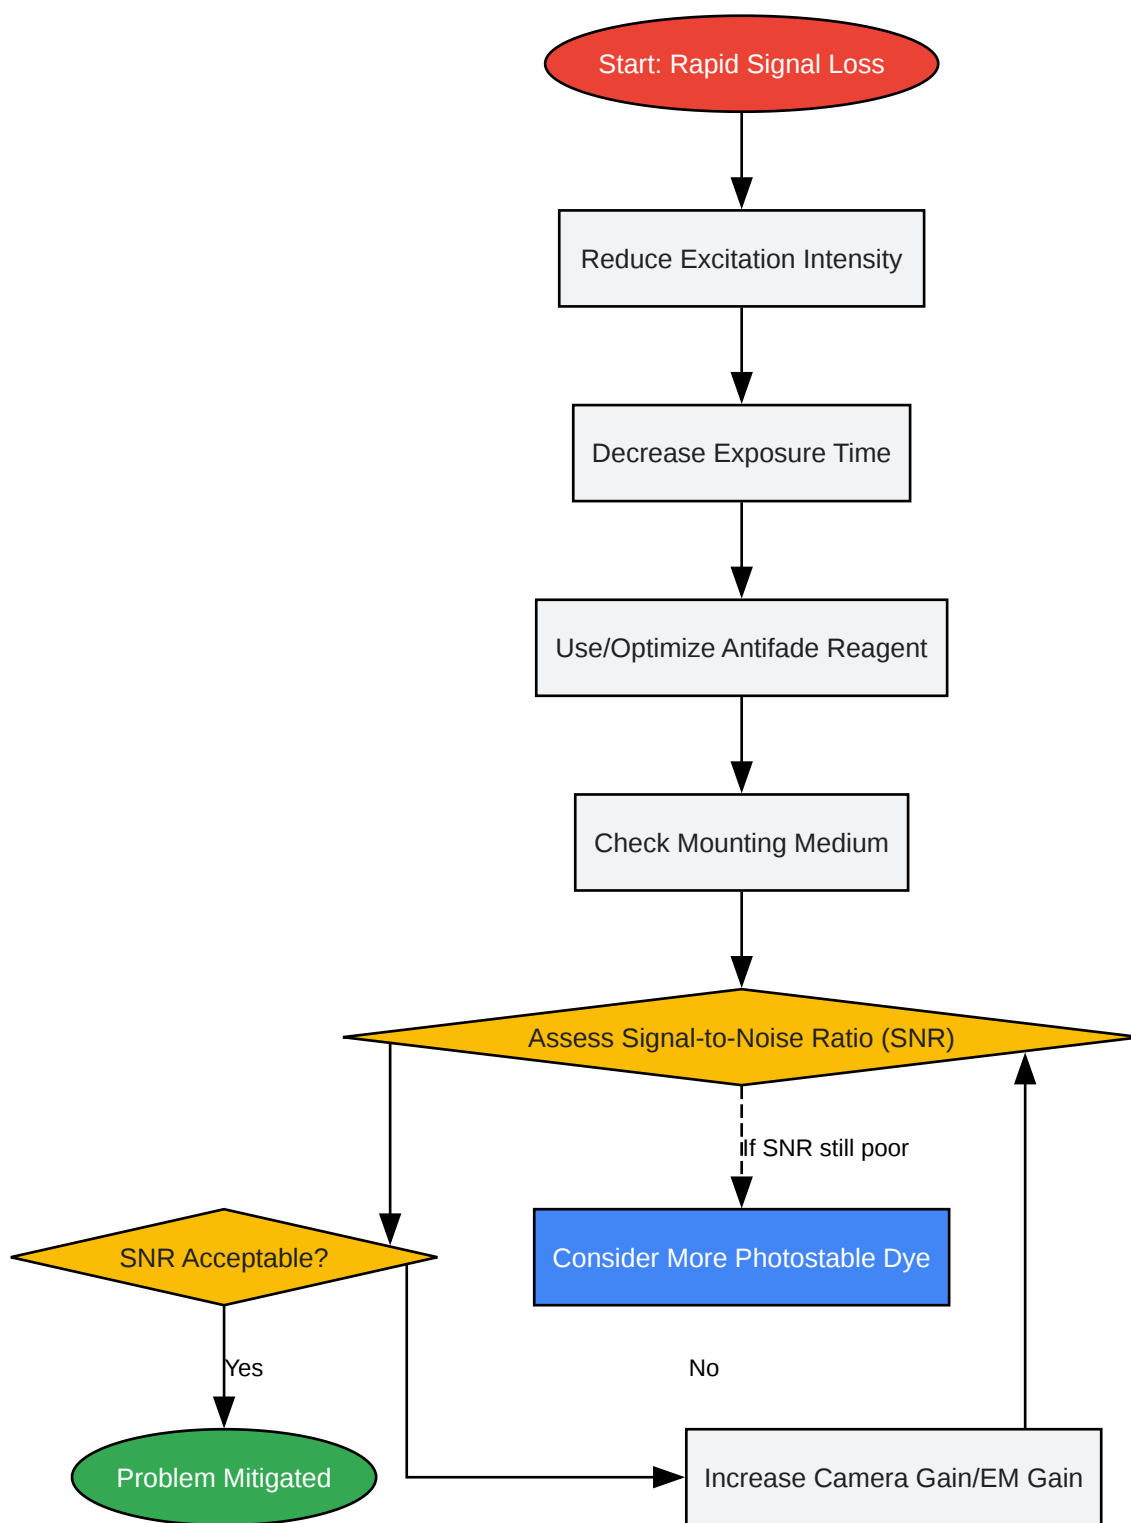 Start: Rapid Signal Loss
Reduce Excitation Intensity
Decrease Exposure Time
Use/Optimize Antifade Reagent
Check Mounting Medium
Assess Signal-to-Noise Ratio (SNR)
If SNR still poor
SNR Acceptable?
Consider More Photostable Dye
Yes
No
Problem Mitigated
Increase Camera Gain/EM Gain